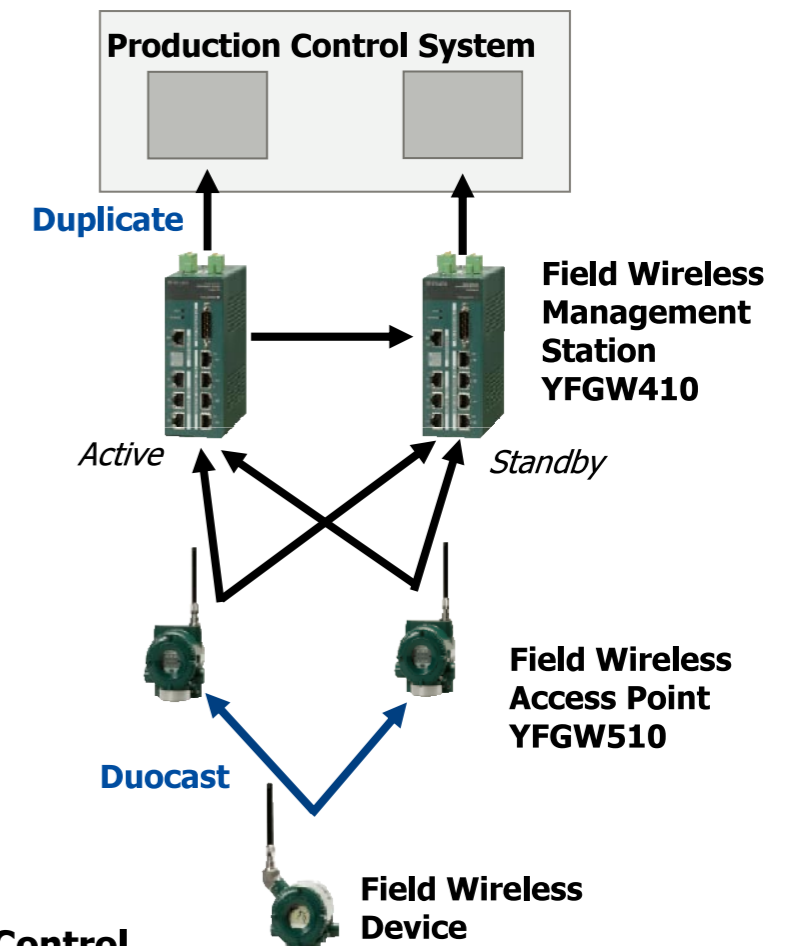 Production Control System
Duplicate
Field Wireless
Management
Station
YFGW410
Active
Standby
Field Wireless
Access Point
YFGW510
Duocast
Field Wireless
Device
Control